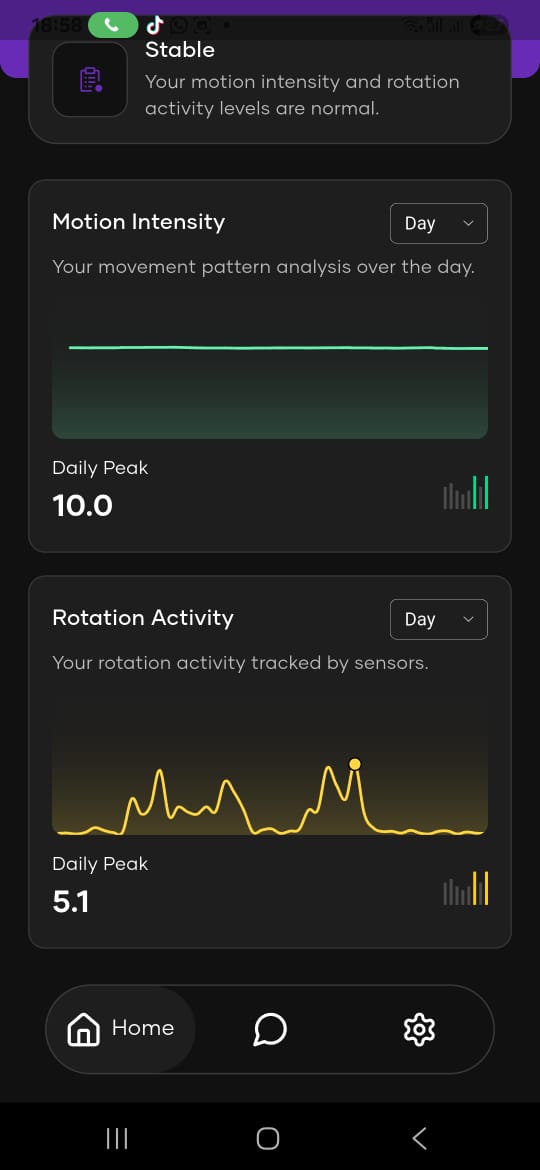 18:58
Stable
Your motion intensity and rotation
activity levels are normal.
Motion Intensity
Day
Your movement pattern analysis over the day.
Daily Peak
10.0
Rotation Activity
Day
Your rotation activity tracked by sensors.
Daily Peak
5.1
Home